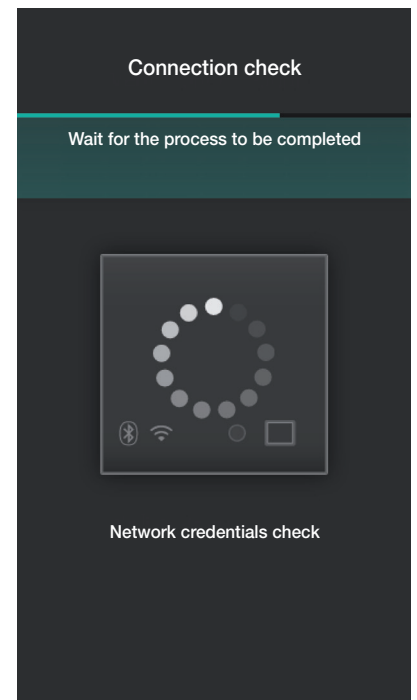 Connection check
Wait for the process to be completed
Network credentials check